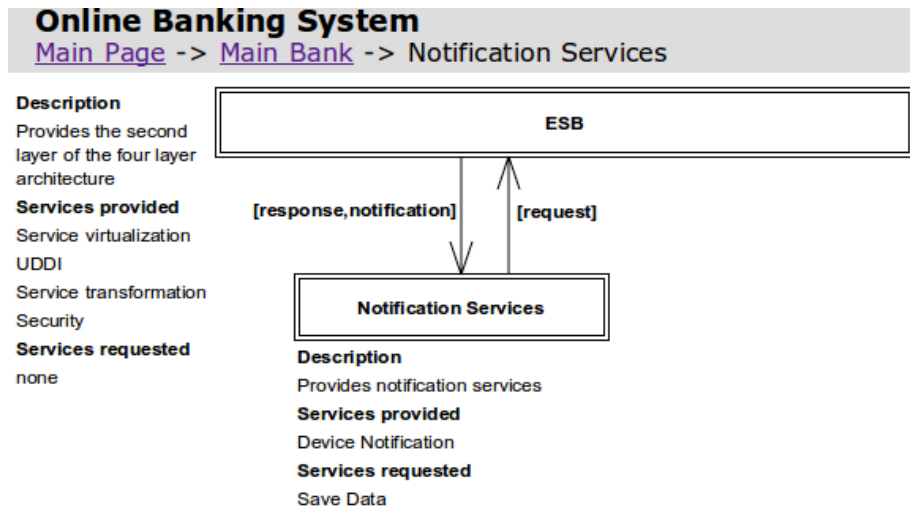 Online Banking System
Main Page -> Main Bank -> Notification Services
Description
Provides the second
layer of the four layer
architecture
Services provided
Service virtualization
UDDI
Service transformation
Security
Services requested
none
ESB
[response,notification]
[request]
Notification Services
Description
Provides notification services
Services provided
Device Notification
Services requested
Save Data